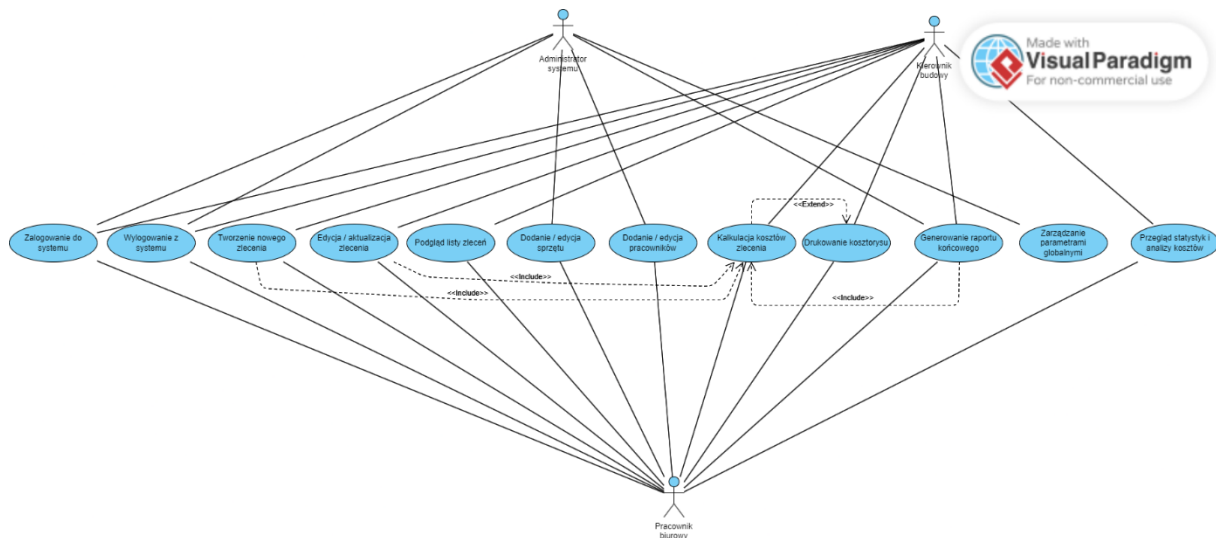 Administrator
systemu
Kierownik
budowy
Made with
Visual Paradigm
For non-commercial use
<<Extend>>
Zalogowanie do
systemu
Wylogowanie z
systemu
Tworzenie nowego
zlecenia
Edycja / aktualizacja
zlecenia
Podgląd listy zleceń
Dodanie / edycja
sprzętu
Dodanie / edycja
pracowników
Kalkulacja kosztów
zlecenia
Drukowanie kosztorysu
Generowanie raportu
końcowego
Zarządzanie
parametrami
globalnymi
Przegląd statystyk i
analizy kosztów
<<Include>>
<<Include>>
<<Include>>
Pracownik
biurowy